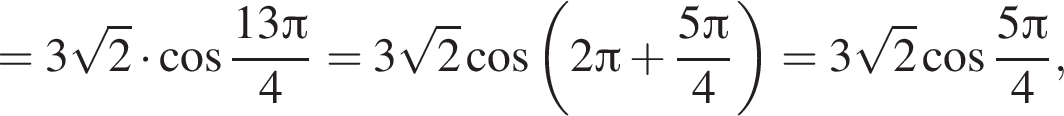 = 3√2 · cos 13π/4 = 3√2 cos (2π + 5π/4) = 3√2 cos 5π/4,